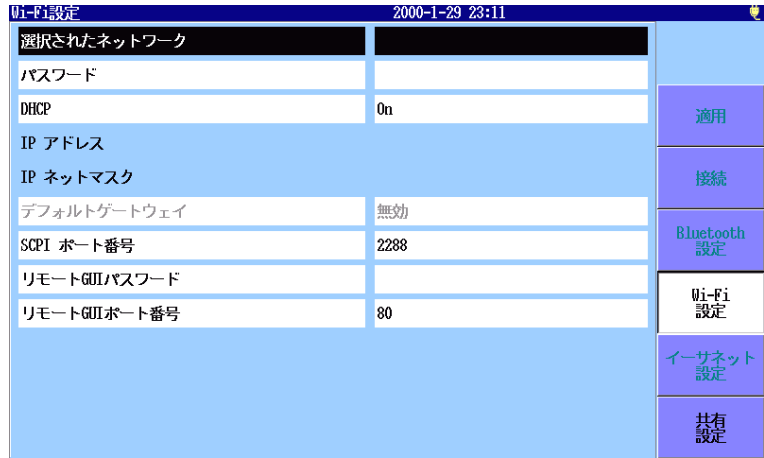 Wi-Fi設定 2000-1-29 23:11
選択されたネットワーク
パスワード
DHCP On
IP アドレス
IP ネットマスク
デフォルトゲートウェイ 無効
SCPI ポート番号 2288
リモートGUIパスワード
リモートGUIポート番号 80
適用
接続
Bluetooth
設定
Wi-Fi
設定
イーサネット
設定
共有
設定